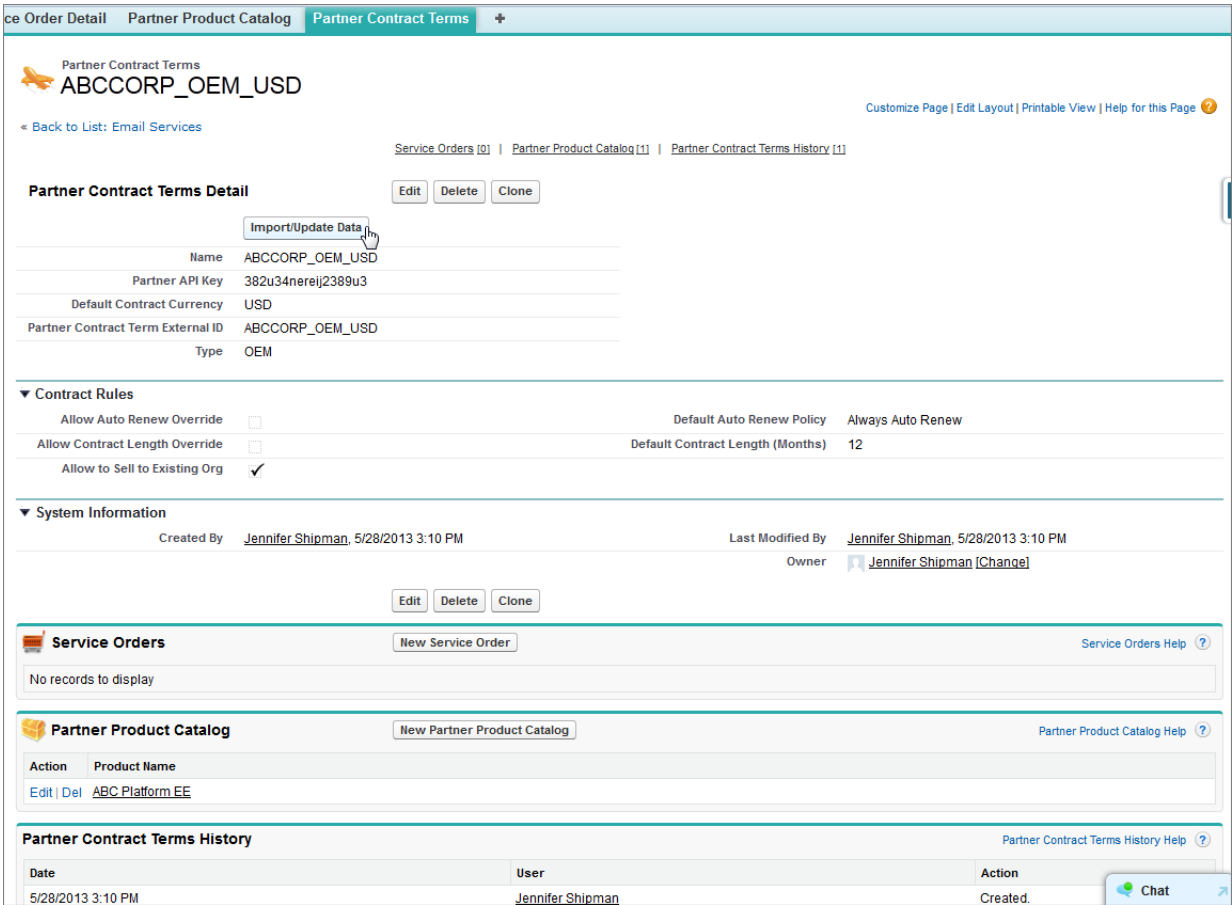 ce Order Detail Partner Product Catalog Partner Contract Terms +
Partner Contract Terms
ABCCORP_OEM_USD
Customize Page | Edit Layout | Printable View | Help for this Page ?
« Back to List: Email Services
Service Orders [0] | Partner Product Catalog [1] | Partner Contract Terms History [1]
Partner Contract Terms Detail Edit Delete Clone
Import/Update Data
Name ABCCORP_OEM_USD
Partner API Key 382u34nereij2389u3
Default Contract Currency USD
Partner Contract Term External ID ABCCORP_OEM_USD
Type OEM
Contract Rules
Allow Auto Renew Override Default Auto Renew Policy Always Auto Renew
Allow Contract Length Override Default Contract Length (Months) 12
Allow to Sell to Existing Org
System Information
Created By Jennifer Shipman, 5/28/2013 3:10 PM Last Modified By Jennifer Shipman, 5/28/2013 3:10 PM
Owner Jennifer Shipman [Change]
Edit Delete Clone
Service Orders New Service Order Service Orders Help ?
No records to display
Partner Product Catalog New Partner Product Catalog Partner Product Catalog Help ?
Action Product Name
Edit | Del ABC Platform EE
Partner Contract Terms History Partner Contract Terms History Help ?
Date User Action
5/28/2013 3:10 PM Jennifer Shipman Created.
Chat